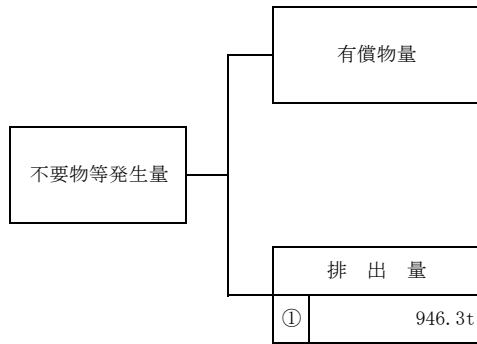 有償物量
不要物等発生量
排 出 量
① 946.3t